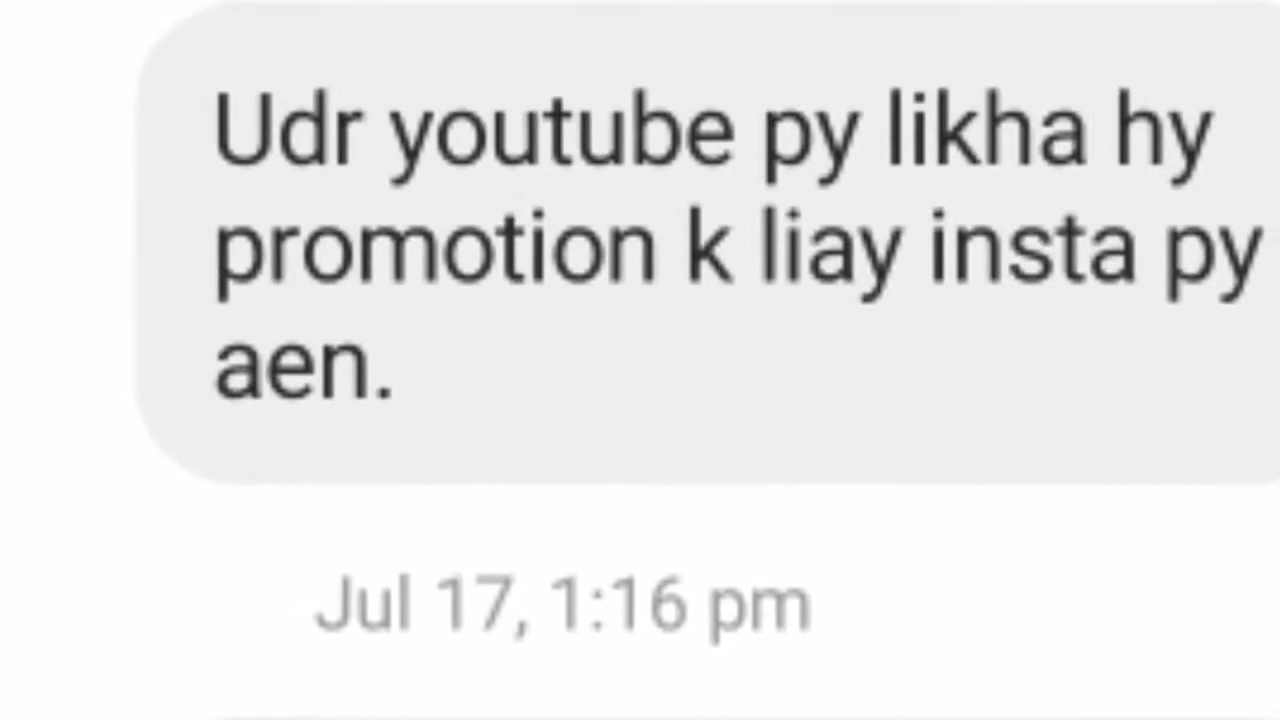 Udr youtube py likha hy
promotion k liay insta py
aen.
Jul 17, 1:16 pm